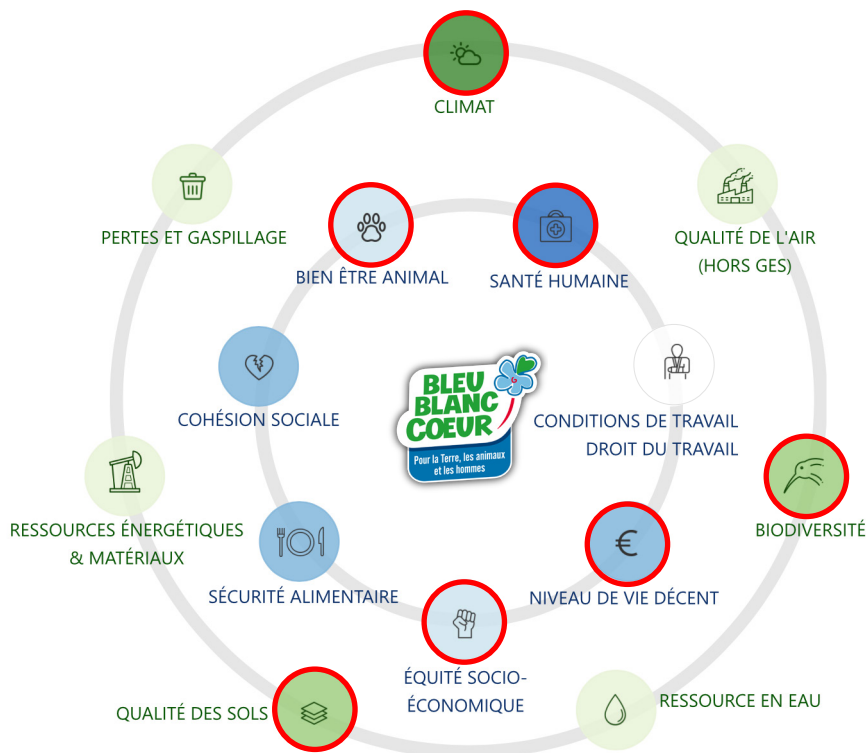 CLIMAT
PERTES ET GASPILLAGE
QUALITÉ DE L'AIR
(HORS GES)
BIEN ÊTRE ANIMAL
SANTÉ HUMAINE
COHÉSION SOCIALE
BLEU
BLANC
COEUR
Pour la Terre, les animaux
et les hommes
CONDITIONS DE TRAVAIL
DROIT DU TRAVAIL
RESSOURCES ÉNERGÉTIQUES
& MATÉRIAUX
BIODIVERSITÉ
SÉCURITÉ ALIMENTAIRE
€
NIVEAU DE VIE DÉCENT
ÉQUITÉ SOCIO-
ÉCONOMIQUE
QUALITÉ DES SOLS
RESSOURCE EN EAU